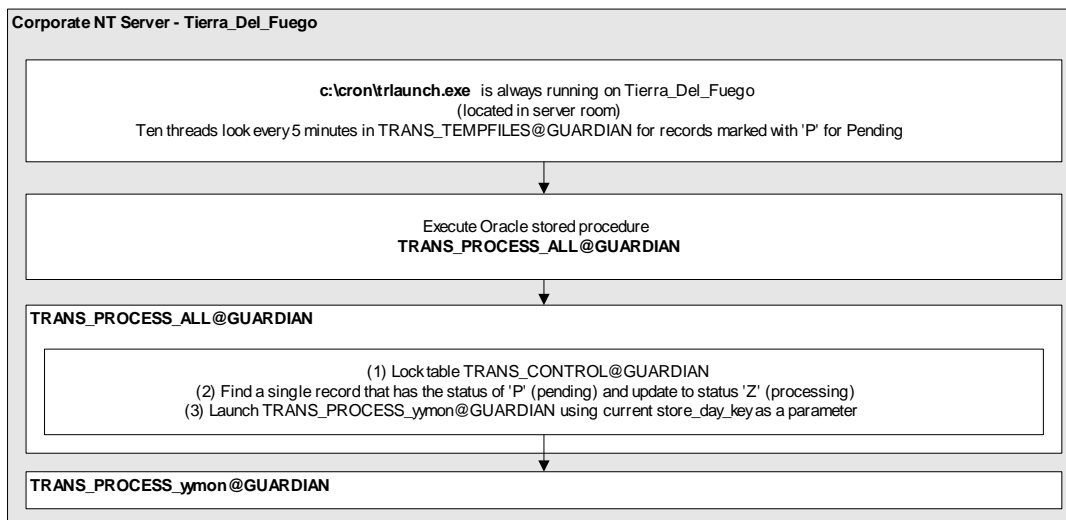 Corporate NT Server - Tierra_Del_Fuego
c:\cron\trlaunch.exe is always running on Tierra_Del_Fuego
(located in server room)
Ten threads look every 5 minutes in TRANS_TEMPFILES@GUARDIAN for records marked with 'P' for Pending
Execute Oracle stored procedure
TRANS_PROCESS_ALL@GUARDIAN
TRANS_PROCESS_ALL@GUARDIAN
(1) Lock table TRANS_CONTROL@GUARDIAN
(2) Find a single record that has the status of 'P' (pending) and update to status 'Z' (processing)
(3) Launch TRANS_PROCESS_yymon@GUARDIAN using current store_day_key as a parameter
TRANS_PROCESS_yymon@GUARDIAN